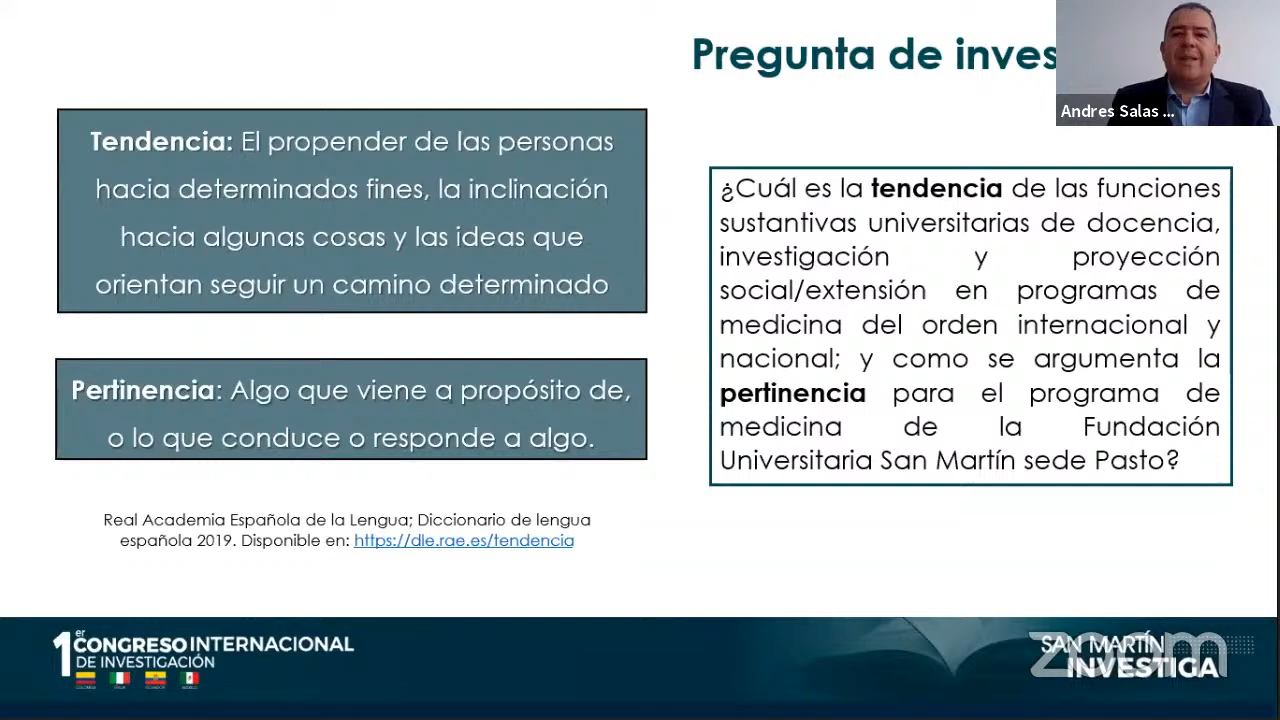 Pregunta de inves
Andres Salas ...
Tendencia: El propender de las personas
hacia determinados fines, la inclinación
hacia algunas cosas y las ideas que
orientan seguir un camino determinado
Pertinencia: Algo que viene a propósito de,
o lo que conduce o responde a algo.
Real Academia Española de la Lengua; Diccionario de lengua
española 2019. Disponible en: https://dle.rae.es/tendencia
¿Cuál es la tendencia de las funciones
sustantivas universitarias de docencia,
investigación y proyección
social/extensión en programas de
medicina del orden internacional y
nacional; y como se argumenta la
pertinencia para el programa de
medicina de la Fundación
Universitaria San Martín sede Pasto?
1er CONGRESO INTERNACIONAL
DE INVESTIGACIÓN
COLOMBIA ITALIA ECUADOR MÉXICO
SAN MARTÍN
INVESTIGA
zoom